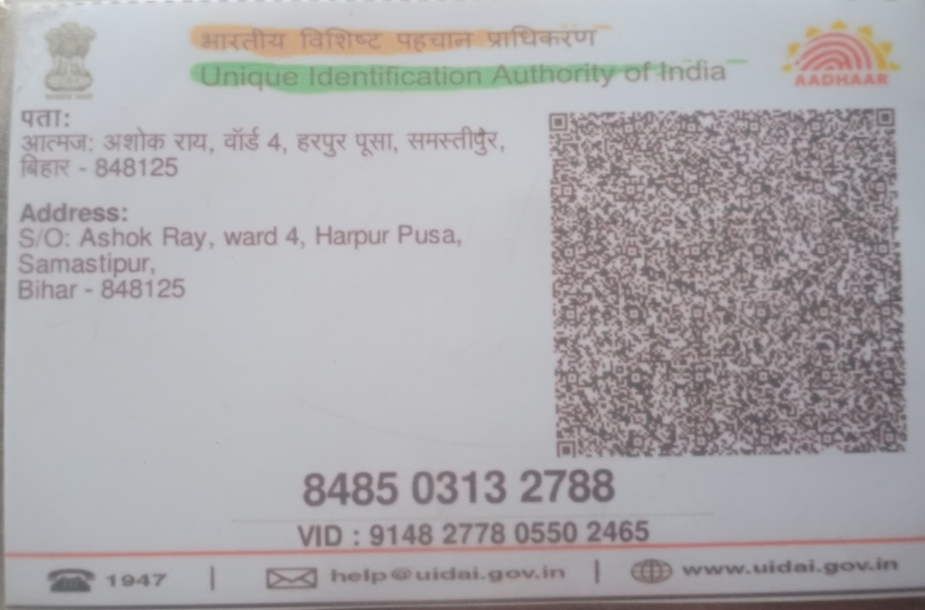 भारतीय विशिष्ट पहचान प्राधिकरण
Unique Identification Authority of India
AADHAAR
पता:
आत्मज: अशोक राय, वॉर्ड 4, हरपुर पूसा, समस्तीपुर,
बिहार - 848125
Address:
S/O: Ashok Ray, ward 4, Harpur Pusa,
Samastipur,
Bihar - 848125
8485 0313 2788
VID : 9148 2778 0550 2465
1947 | help@uidai.gov.in | www.uidai.gov.in